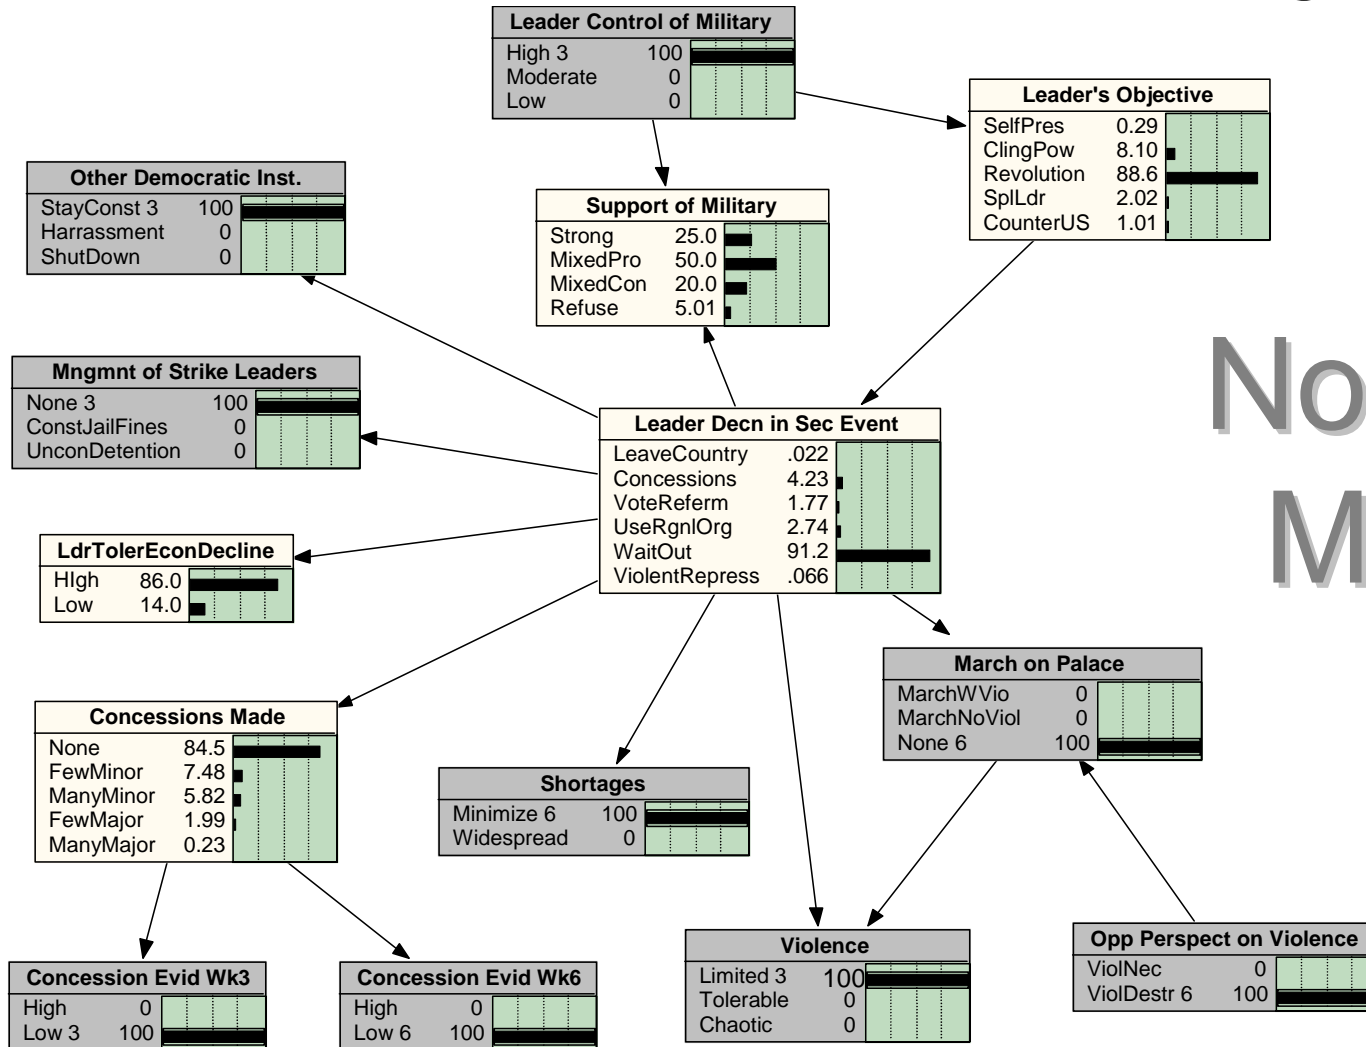 Leader Control of Military
High 3 100
Moderate 0
Low 0
Leader's Objective
SelfPres 0.29
ClingPow 8.10
Revolution 88.6
SplLdr 2.02
CounterUS 1.01
Other Democratic Inst.
StayConst 3 100
Harrassment 0
ShutDown 0
Support of Military
Strong 25.0
MixedPro 50.0
MixedCon 20.0
Refuse 5.01
No
M
Mngmnt of Strike Leaders
None 3 100
ConstJailFines 0
UnconDetention 0
Leader Decn in Sec Event
LeaveCountry .022
Concessions 4.23
VoteReferm 1.77
UseRgnlOrg 2.74
WaitOut 91.2
ViolentRepress .066
LdrTolerEconDecline
HIgh 86.0
Low 14.0
March on Palace
MarchWVio 0
MarchNoViol 0
None 6 100
Concessions Made
None 84.5
FewMinor 7.48
ManyMinor 5.82
FewMajor 1.99
ManyMajor 0.23
Shortages
Minimize 6 100
Widespread 0
Violence
Limited 3 100
Tolerable 0
Chaotic 0
Opp Perspect on Violence
ViolNec 0
ViolDestr 6 100
Concession Evid Wk3
High 0
Low 3 100
Concession Evid Wk6
High 0
Low 6 100